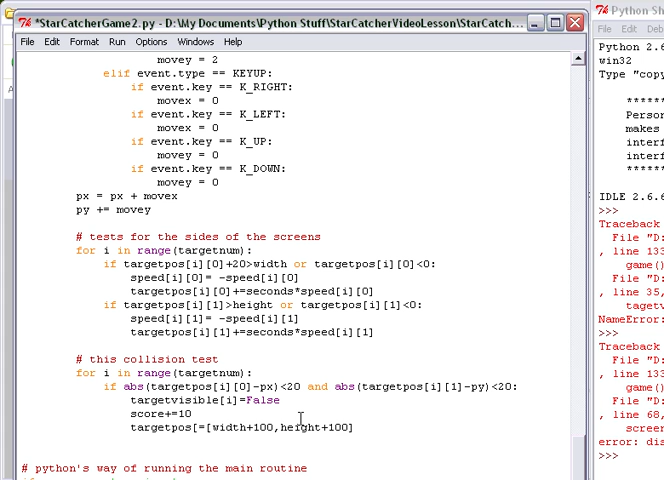 *StarCatcherGame2.py - D:\My Documents\Python Stuff\StarCatcherVideoLesson\StarCatch...
File Edit Format Run Options Windows Help
movey = 2
elif event.type == KEYUP:
if event.key == K_RIGHT:
movex = 0
if event.key == K_LEFT:
movex = 0
if event.key == K_UP:
movey = 0
if event.key == K_DOWN:
movey = 0
px = px + movex
py += movey
# tests for the sides of the screens
for i in range(targetnum):
if targetpos[i][0]+20>width or targetpos[i][0]<0:
speed[i][0]= -speed[i][0]
targetpos[i][0]+=seconds*speed[i][0]
if targetpos[i][1]>height or targetpos[i][1]<0:
speed[i][1]= -speed[i][1]
targetpos[i][1]+=seconds*speed[i][1]
# this collision test
for i in range(targetnum):
if abs(targetpos[i][0]-px)<20 and abs(targetpos[i][1]-py)<20:
targetvisible[i]=False
score+=10
targetpos[=[width+100,height+100]
# python's way of running the main routine
Python Sh
File Edit Deb
Python 2.6
win32
Type "copy
*****
Person
makes
interf
interf
*****
IDLE 2.6.6
>>>
Traceback
File "D:
, line 133
game()
File "D:
, line 35,
tagetv
NameError:
>>>
Traceback
File "D:
, line 133
game()
File "D:
, line 68,
screen
error: dis
>>>